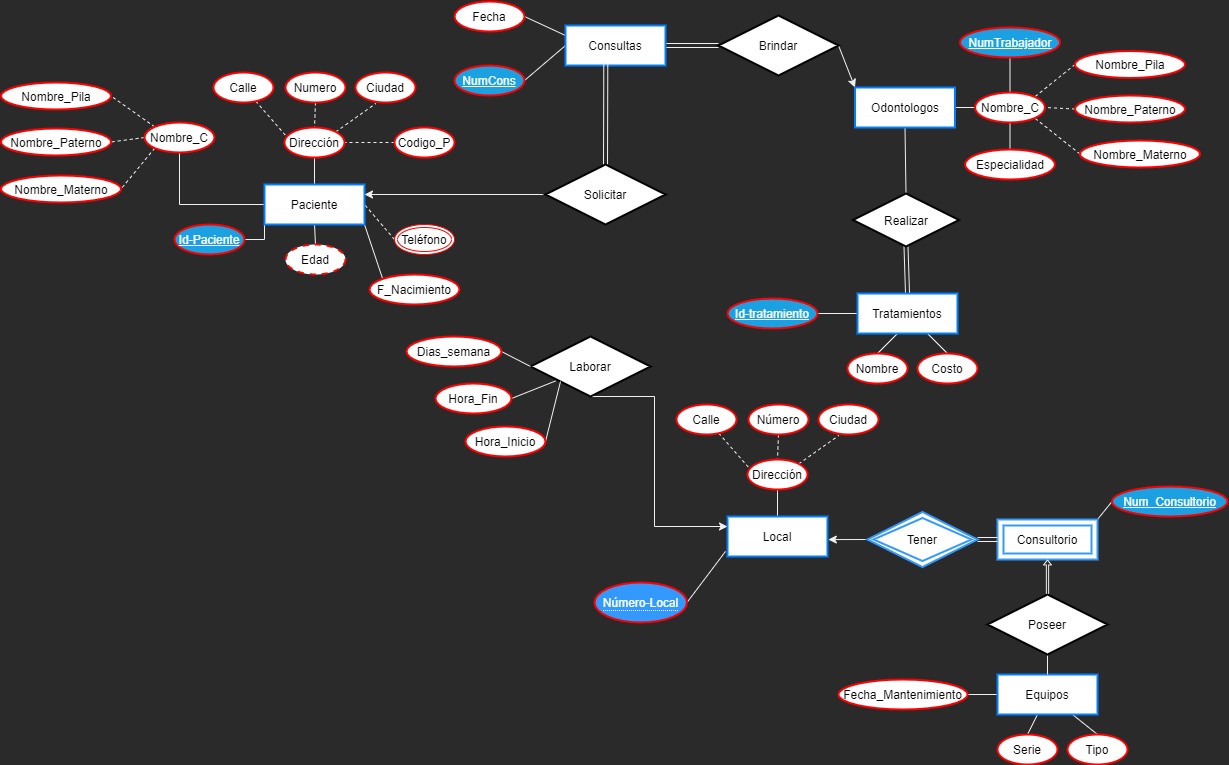 Fecha
Consultas
Brindar
NumTrabajador
NumCons
Nombre_Pila
Calle
Numero
Ciudad
Nombre_Pila
Odontologos
Nombre_C
Nombre_Paterno
Nombre_Paterno
Nombre_C
Dirección
Codigo_P
Nombre_Materno
Especialidad
Nombre_Materno
Paciente
Solicitar
Realizar
Id-Paciente
Teléfono
Edad
F_Nacimiento
Id-tratamiento
Tratamientos
Dias_semana
Laborar
Nombre
Costo
Hora_Fin
Calle
Número
Ciudad
Hora_Inicio
Dirección
Num_Consultorio
Local
Tener
Consultorio
Número-Local
Poseer
Fecha_Mantenimiento
Equipos
Serie
Tipo